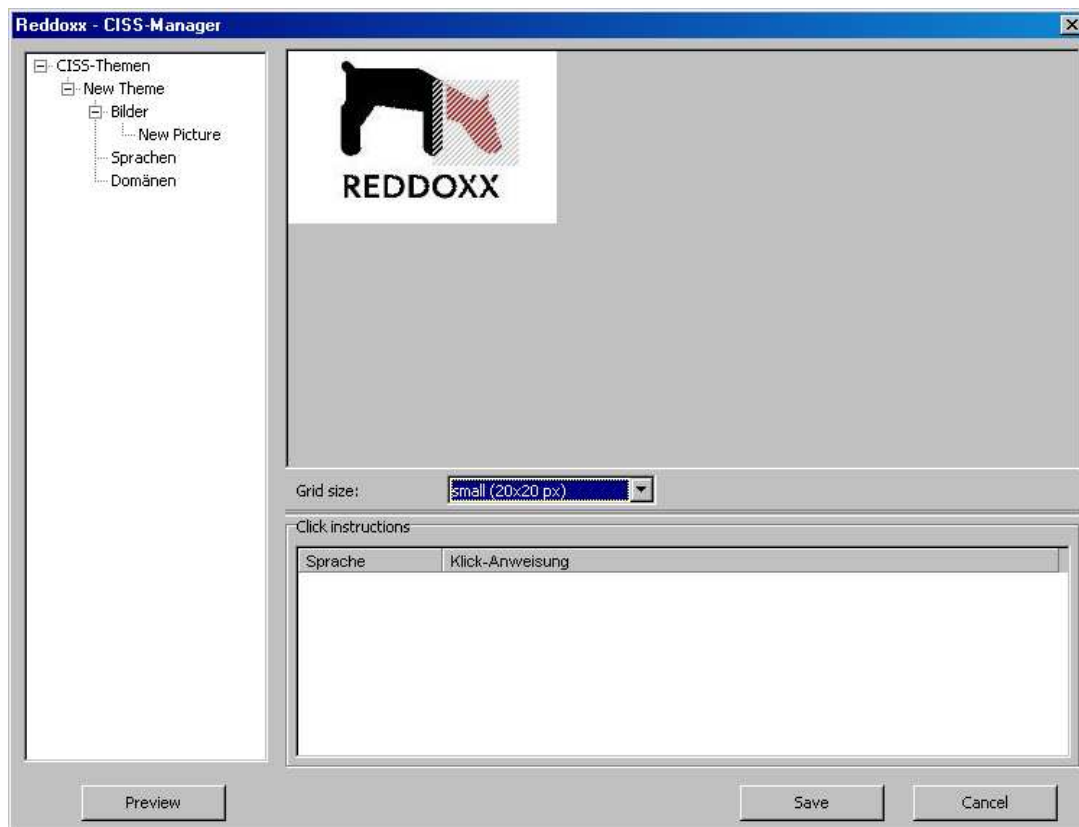 Reddoxx - CISS-Manager
CISS-Themen
New Theme
Bilder
New Picture
Sprachen
Domänen
REDDOXX
Grid size:
small (20x20 px)
Click instructions
Sprache
Klick-Anweisung
Preview
Save
Cancel